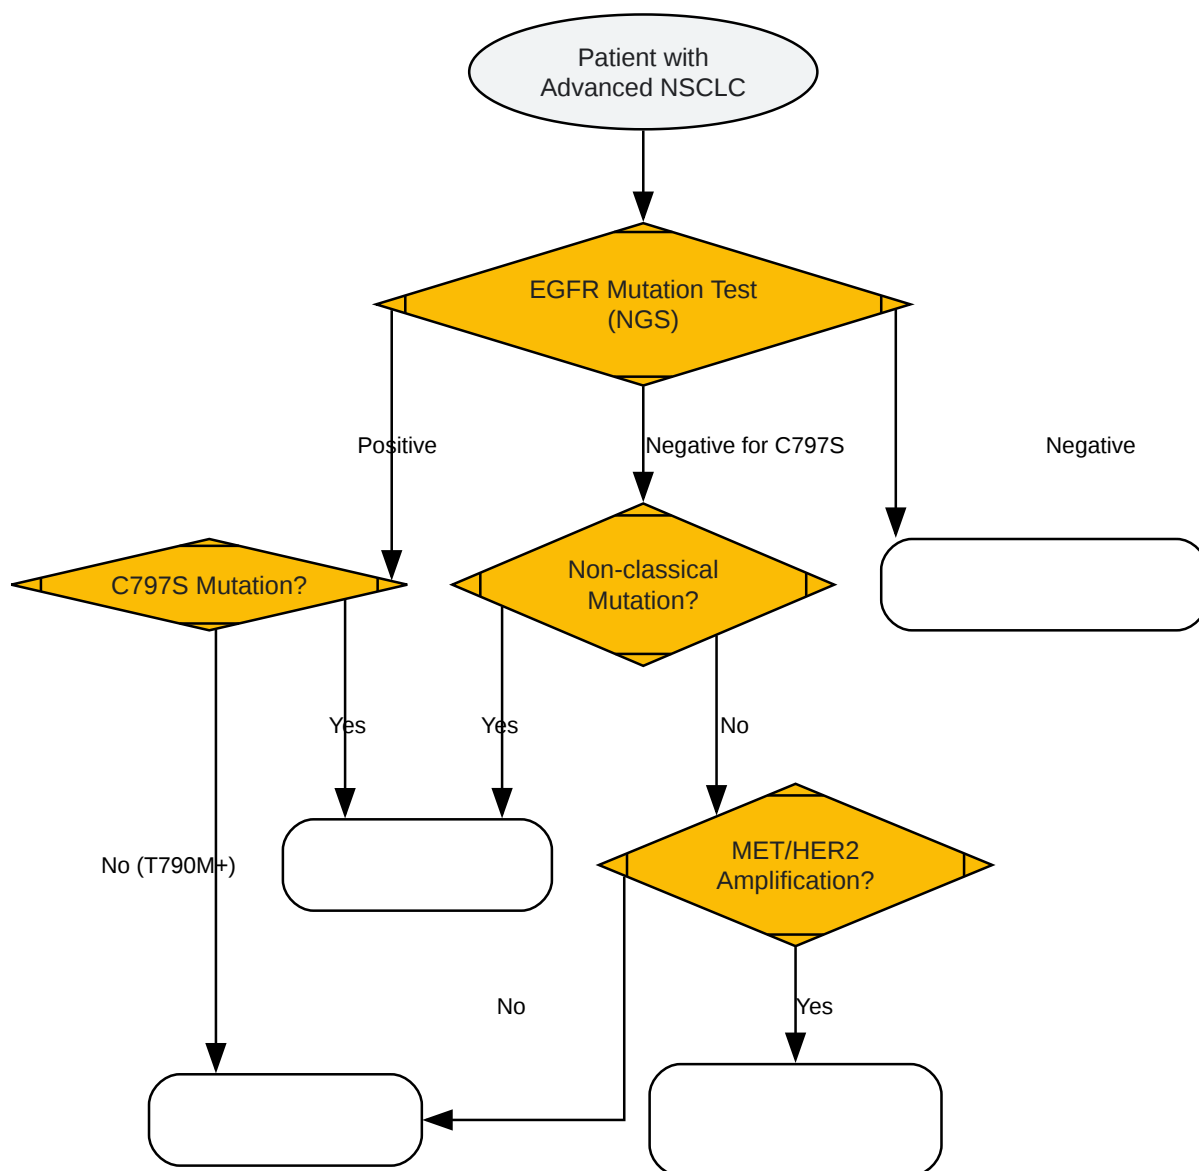 Patient with
Advanced NSCLC
EGFR Mutation Test
(NGS)
Positive
Negative for C797S
Negative
C797S Mutation?
Non-classical
Mutation?
Yes
Yes
No
No (T790M+)
MET/HER2
Amplification?
No
Yes